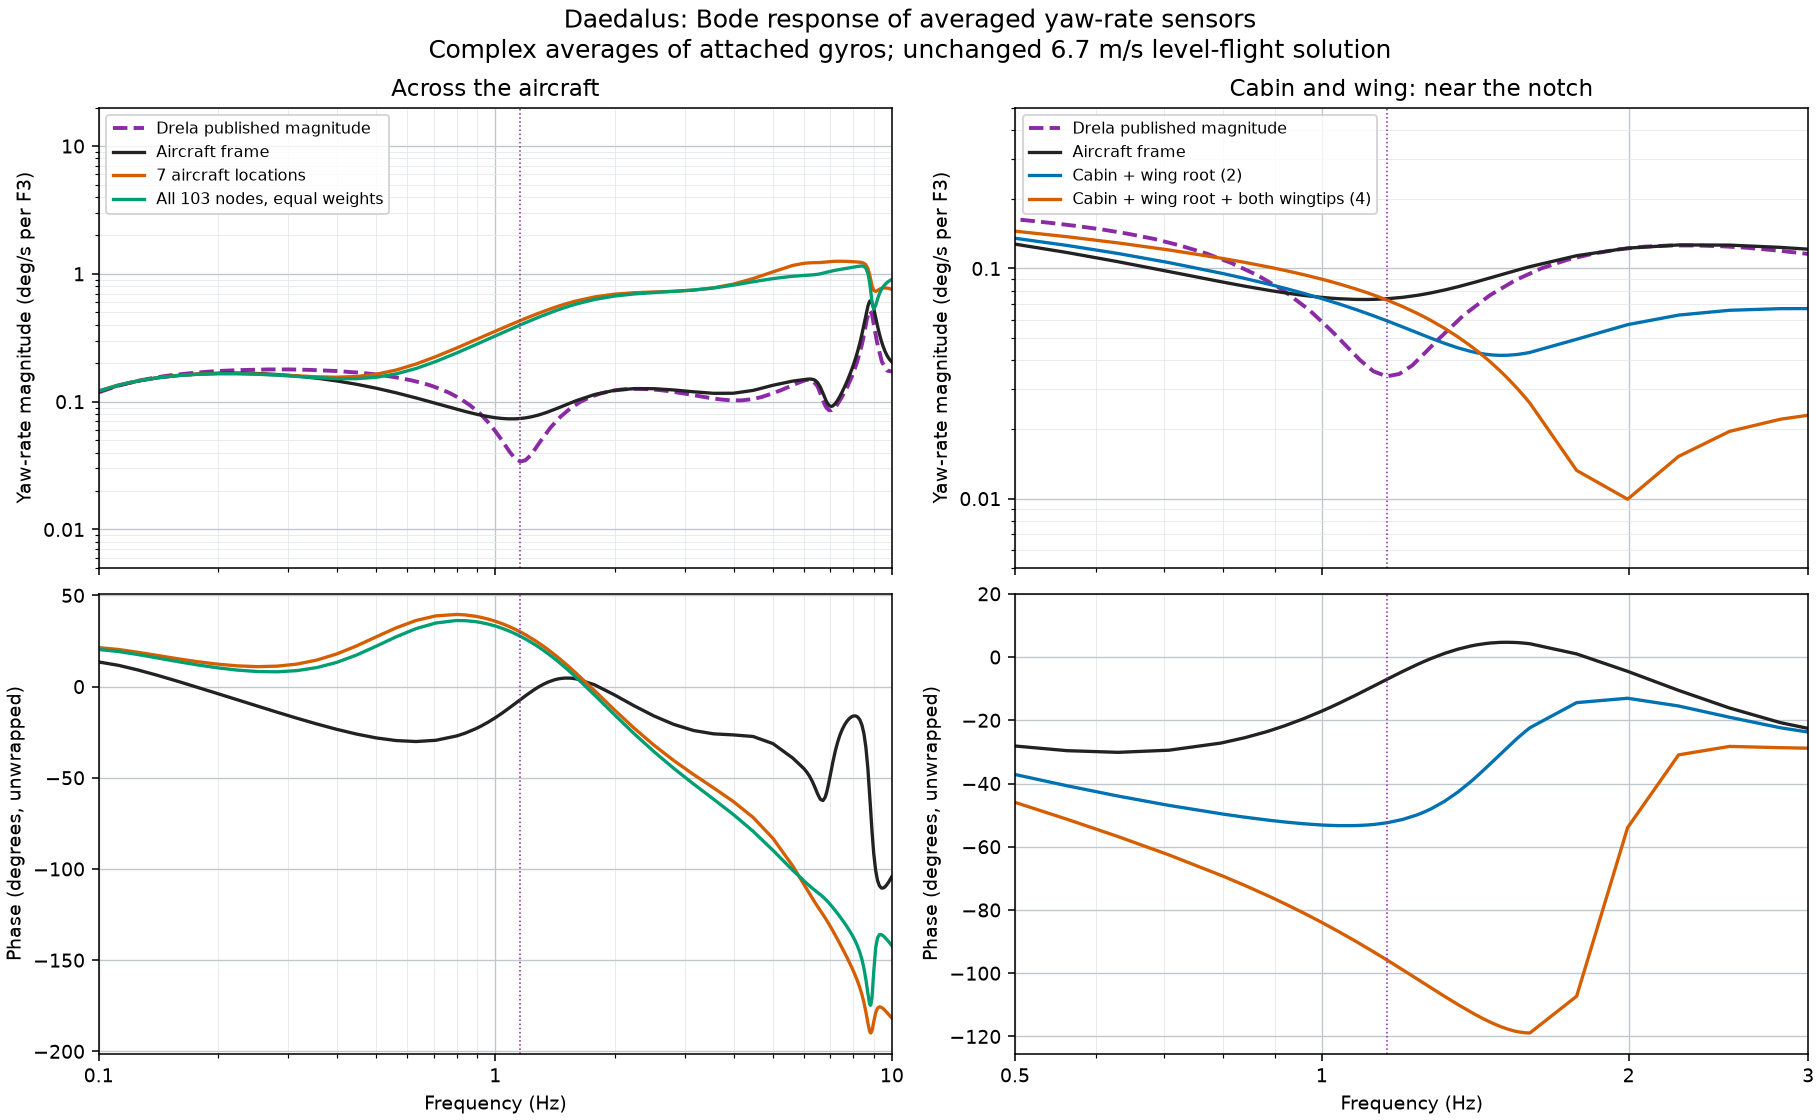 Daedalus: Bode response of averaged yaw-rate sensors
Complex averages of attached gyros; unchanged 6.7 m/s level-flight solution
Across the aircraft
Drela published magnitude
Aircraft frame
7 aircraft locations
All 103 nodes, equal weights
10
1
0.1
0.01
Yaw-rate magnitude (deg/s per F3)
Cabin and wing: near the notch
Drela published magnitude
Aircraft frame
Cabin + wing root (2)
Cabin + wing root + both wingtips (4)
0.1
0.01
Yaw-rate magnitude (deg/s per F3)
50
0
−50
−100
−150
−200
Phase (degrees, unwrapped)
0.1
1
10
Frequency (Hz)
20
0
−20
−40
−60
−80
−100
−120
Phase (degrees, unwrapped)
0.5
1
2
3
Frequency (Hz)